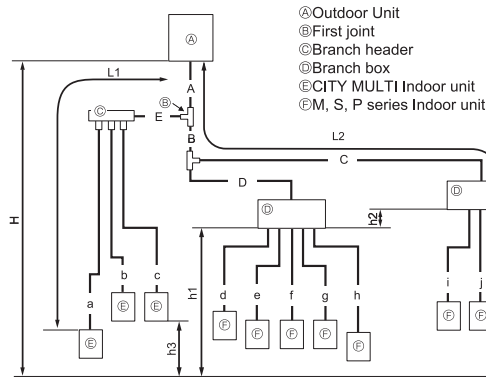 ⒶOutdoor Unit
ⒷFirst joint
ⒸBranch header
ⒹBranch box
ⒺCITY MULTI Indoor unit
ⒻM, S, P series Indoor unit
Ⓐ
L1
A
Ⓑ
Ⓒ
E
B
L2
C
D
Ⓓ
Ⓓ
h2
H
h1
a
b
c
d
e
f
g
h
i
j
Ⓔ
Ⓔ
Ⓔ
h3
Ⓕ
Ⓕ
Ⓕ
Ⓕ
Ⓕ
Ⓕ
Ⓕ